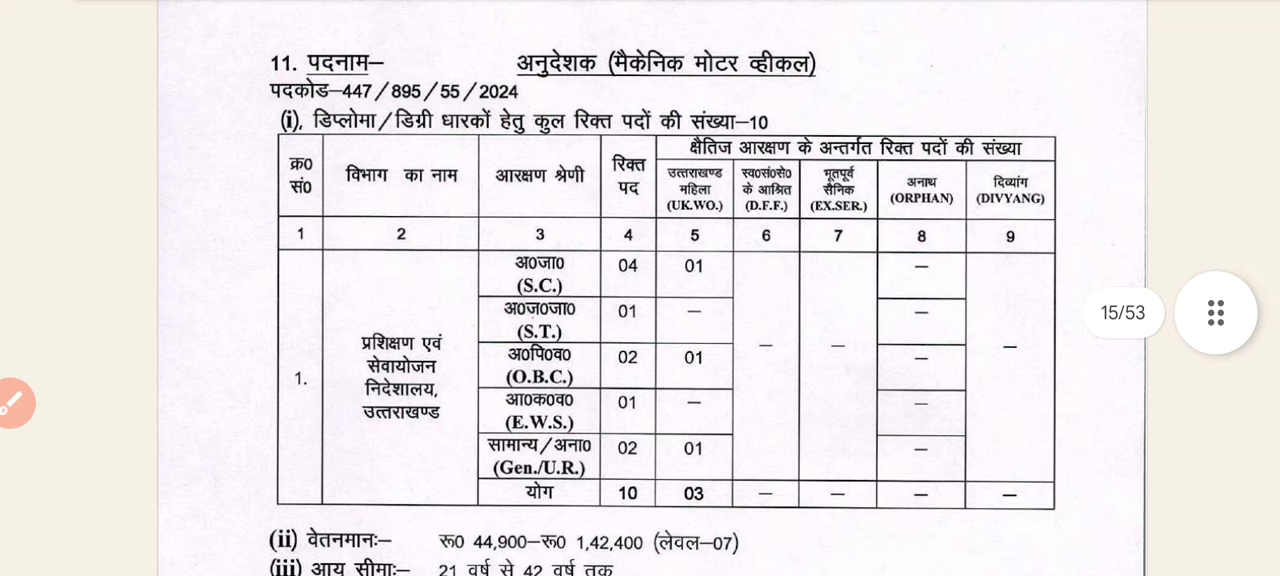 11. पदनाम– अनुदेशक (मैकेनिक मोटर व्हीकल)
पदकोड–447/895/55/2024
(i), डिप्लोमा/डिग्री धारकों हेतु कुल रिक्त पदों की संख्या–10
क्र0 सं0 | विभाग का नाम | आरक्षण श्रेणी | रिक्त पद | क्षैतिज आरक्षण के अन्तर्गत रिक्त पदों की संख्या
उत्तराखण्ड महिला (UK.WO.) | स्व0सं0से0 के आश्रित (D.F.F.) | भूतपूर्व सैनिक (EX.SER.) | अनाथ (ORPHAN) | दिव्यांग (DIVYANG)
1 2 3 4 5 6 7 8 9
1. प्रशिक्षण एवं सेवायोजन निदेशालय, उत्तराखण्ड
अ0जा0 (S.C.) 04 01 – – – –
अ0ज0जा0 (S.T.) 01 – –
अ0पि0व0 (O.B.C.) 02 01 –
आ0क0व0 (E.W.S.) 01 – –
सामान्य/अना0 (Gen./U.R.) 02 01 –
योग 10 03 – – – –
(ii) वेतनमानः– रू0 44,900–रू0 1,42,400 (लेवल–07)
(iii) आयु सीमाः– 21 वर्ष से 42 वर्ष तक
15/53